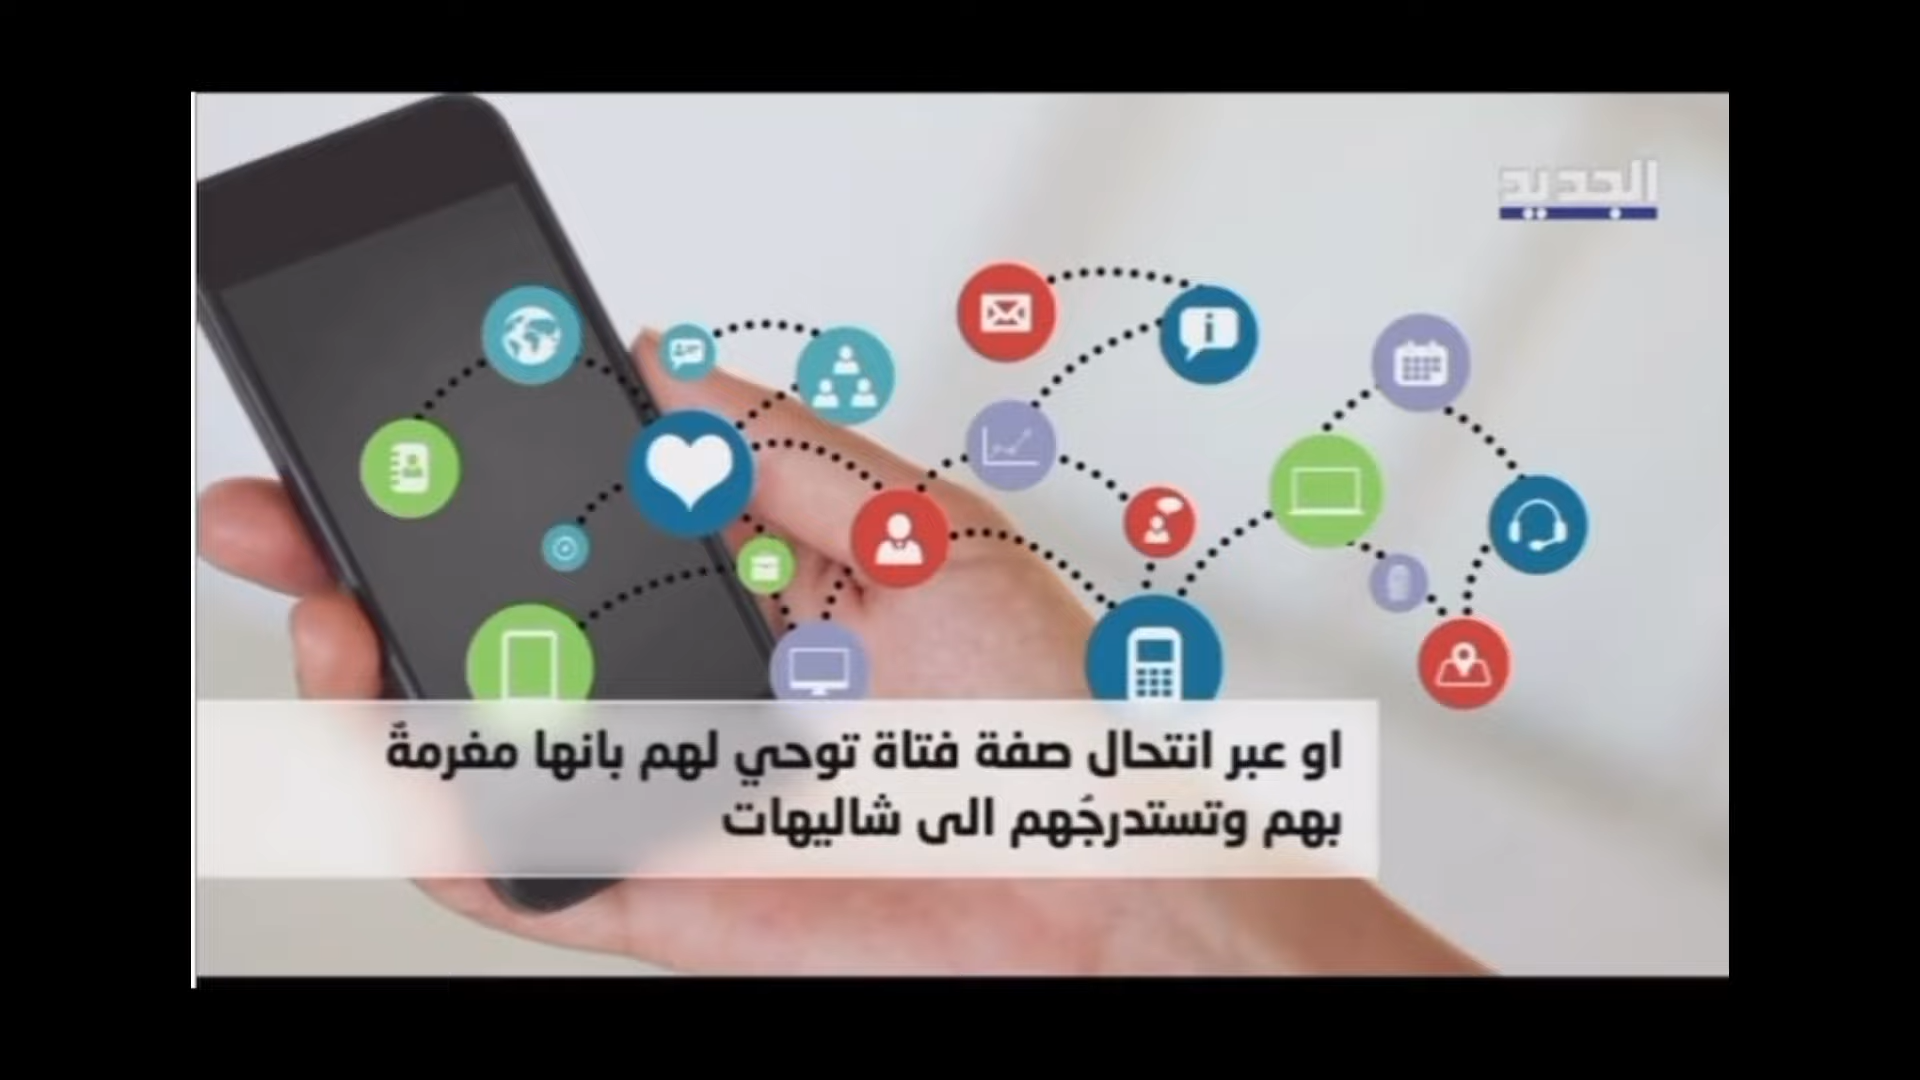 الجديد
او عبر انتحال صفة فتاة توحي لهم بانها مغرمةٌ
بهم وتستدرجُهم الى شاليهات